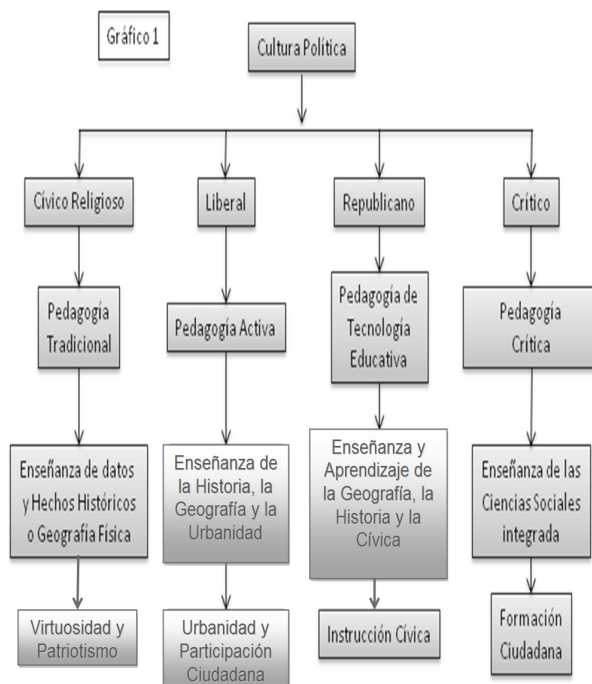 Gráfico 1
Cultura Política
Cívico Religioso
Liberal
Republicano
Crítico
Pedagogía
Tradicional
Pedagogía Activa
Pedagogía de
Tecnología
Educativa
Pedagogía
Crítica
Enseñanza de datos
y Hechos Históricos
o Geografía Física
Enseñanza de
la Historia, la
Geografía y la
Urbanidad
Enseñanza y
Aprendizaje de
la Geografía, la
Historia y la
Cívica
Enseñanza de las
Ciencias Sociales
integrada
Virtuosidad y
Patriotismo
Urbanidad y
Participación
Ciudadana
Instrucción Cívica
Formación
Ciudadana